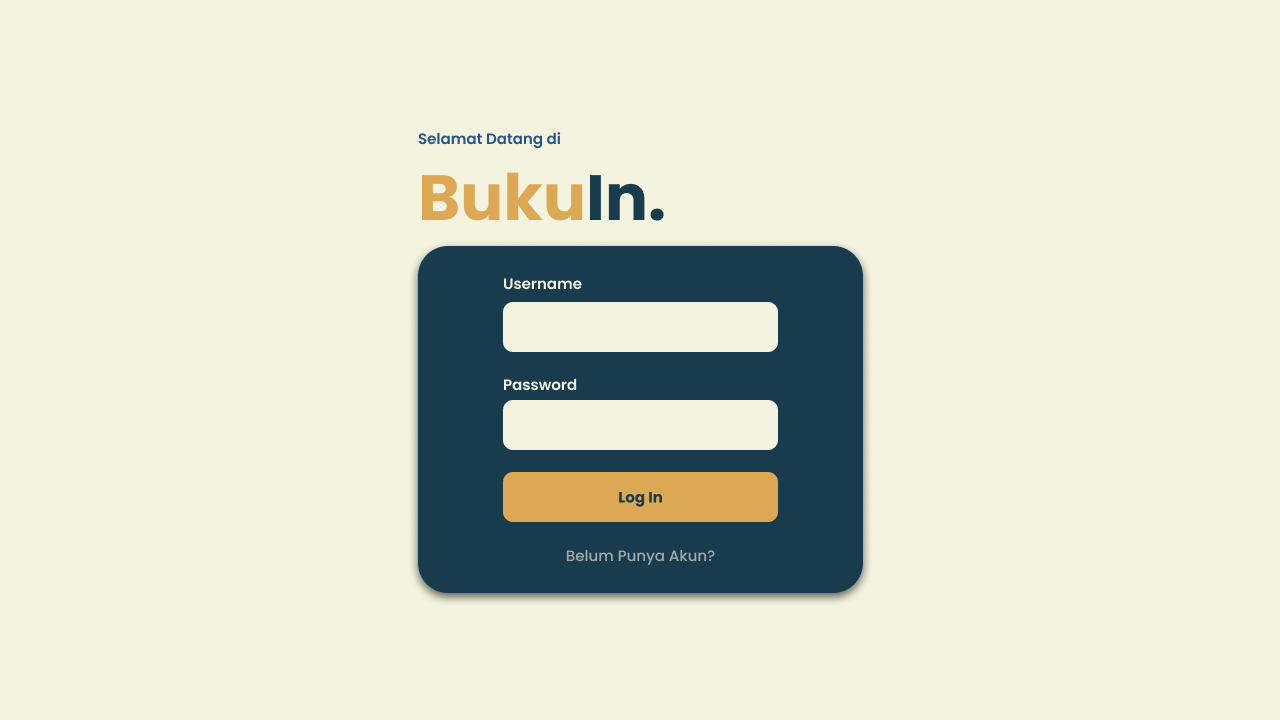 Selamat Datang di
BukuIn.
Username
Password
Log In
Belum Punya Akun?